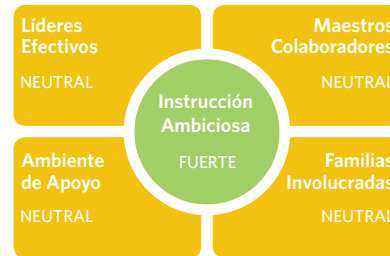 Líderes
Efectivos
NEUTRAL
Maestros
Colaboradores
NEUTRAL
Instrucción
Ambiciosa
FUERTE
Ambiente
de Apoyo
NEUTRAL
Familias
Involucradas
NEUTRAL